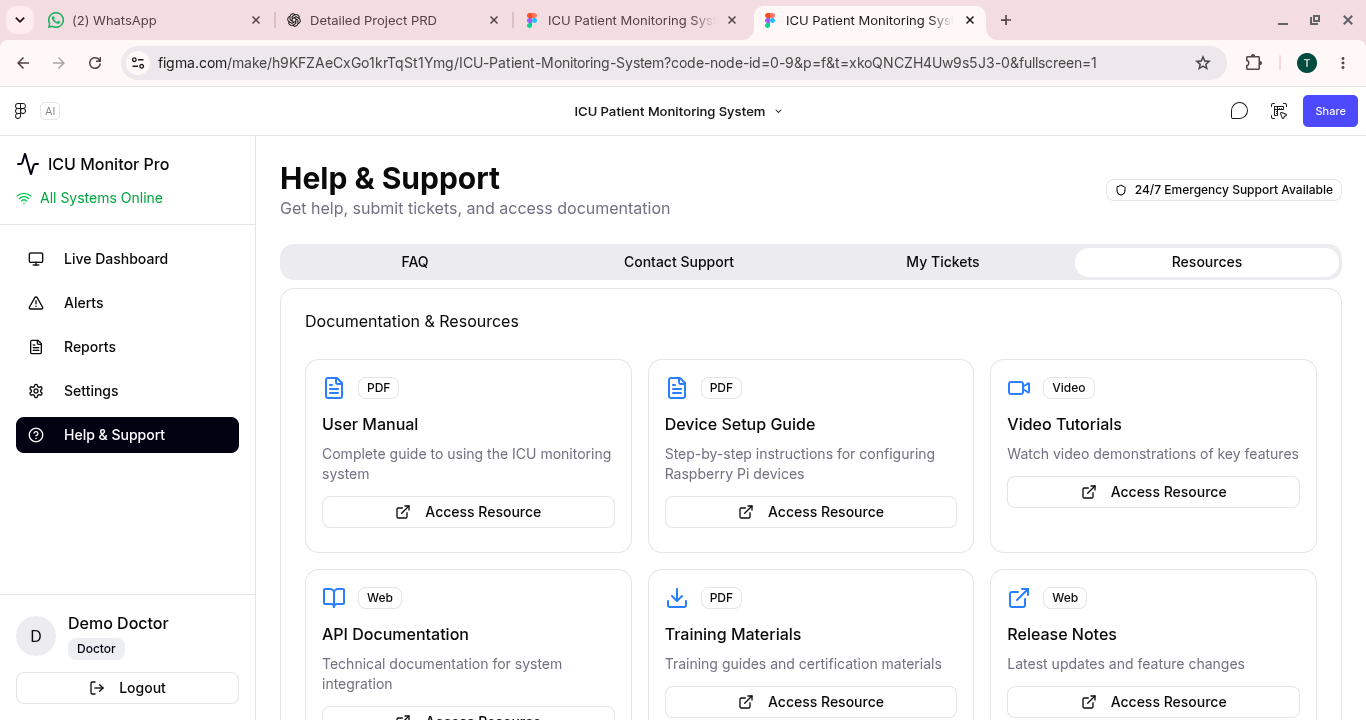 (2) WhatsApp
Detailed Project PRD
ICU Patient Monitoring Sys
ICU Patient Monitoring Sys
figma.com/make/h9KFZAeCxGo1krTqSt1Ymg/ICU-Patient-Monitoring-System?code-node-id=0-9&p=f&t=xkoQNCZH4Uw9s5J3-0&fullscreen=1
T
AI
ICU Patient Monitoring System
Share
ICU Monitor Pro
All Systems Online
Live Dashboard
Alerts
Reports
Settings
Help & Support
Demo Doctor
D
Doctor
Logout
Help & Support
Get help, submit tickets, and access documentation
24/7 Emergency Support Available
FAQ
Contact Support
My Tickets
Resources
Documentation & Resources
PDF
User Manual
Complete guide to using the ICU monitoring
system
Access Resource
PDF
Device Setup Guide
Step-by-step instructions for configuring
Raspberry Pi devices
Access Resource
Video
Video Tutorials
Watch video demonstrations of key features
Access Resource
Web
API Documentation
Technical documentation for system
integration
Access Resource
PDF
Training Materials
Training guides and certification materials
Access Resource
Web
Release Notes
Latest updates and feature changes
Access Resource